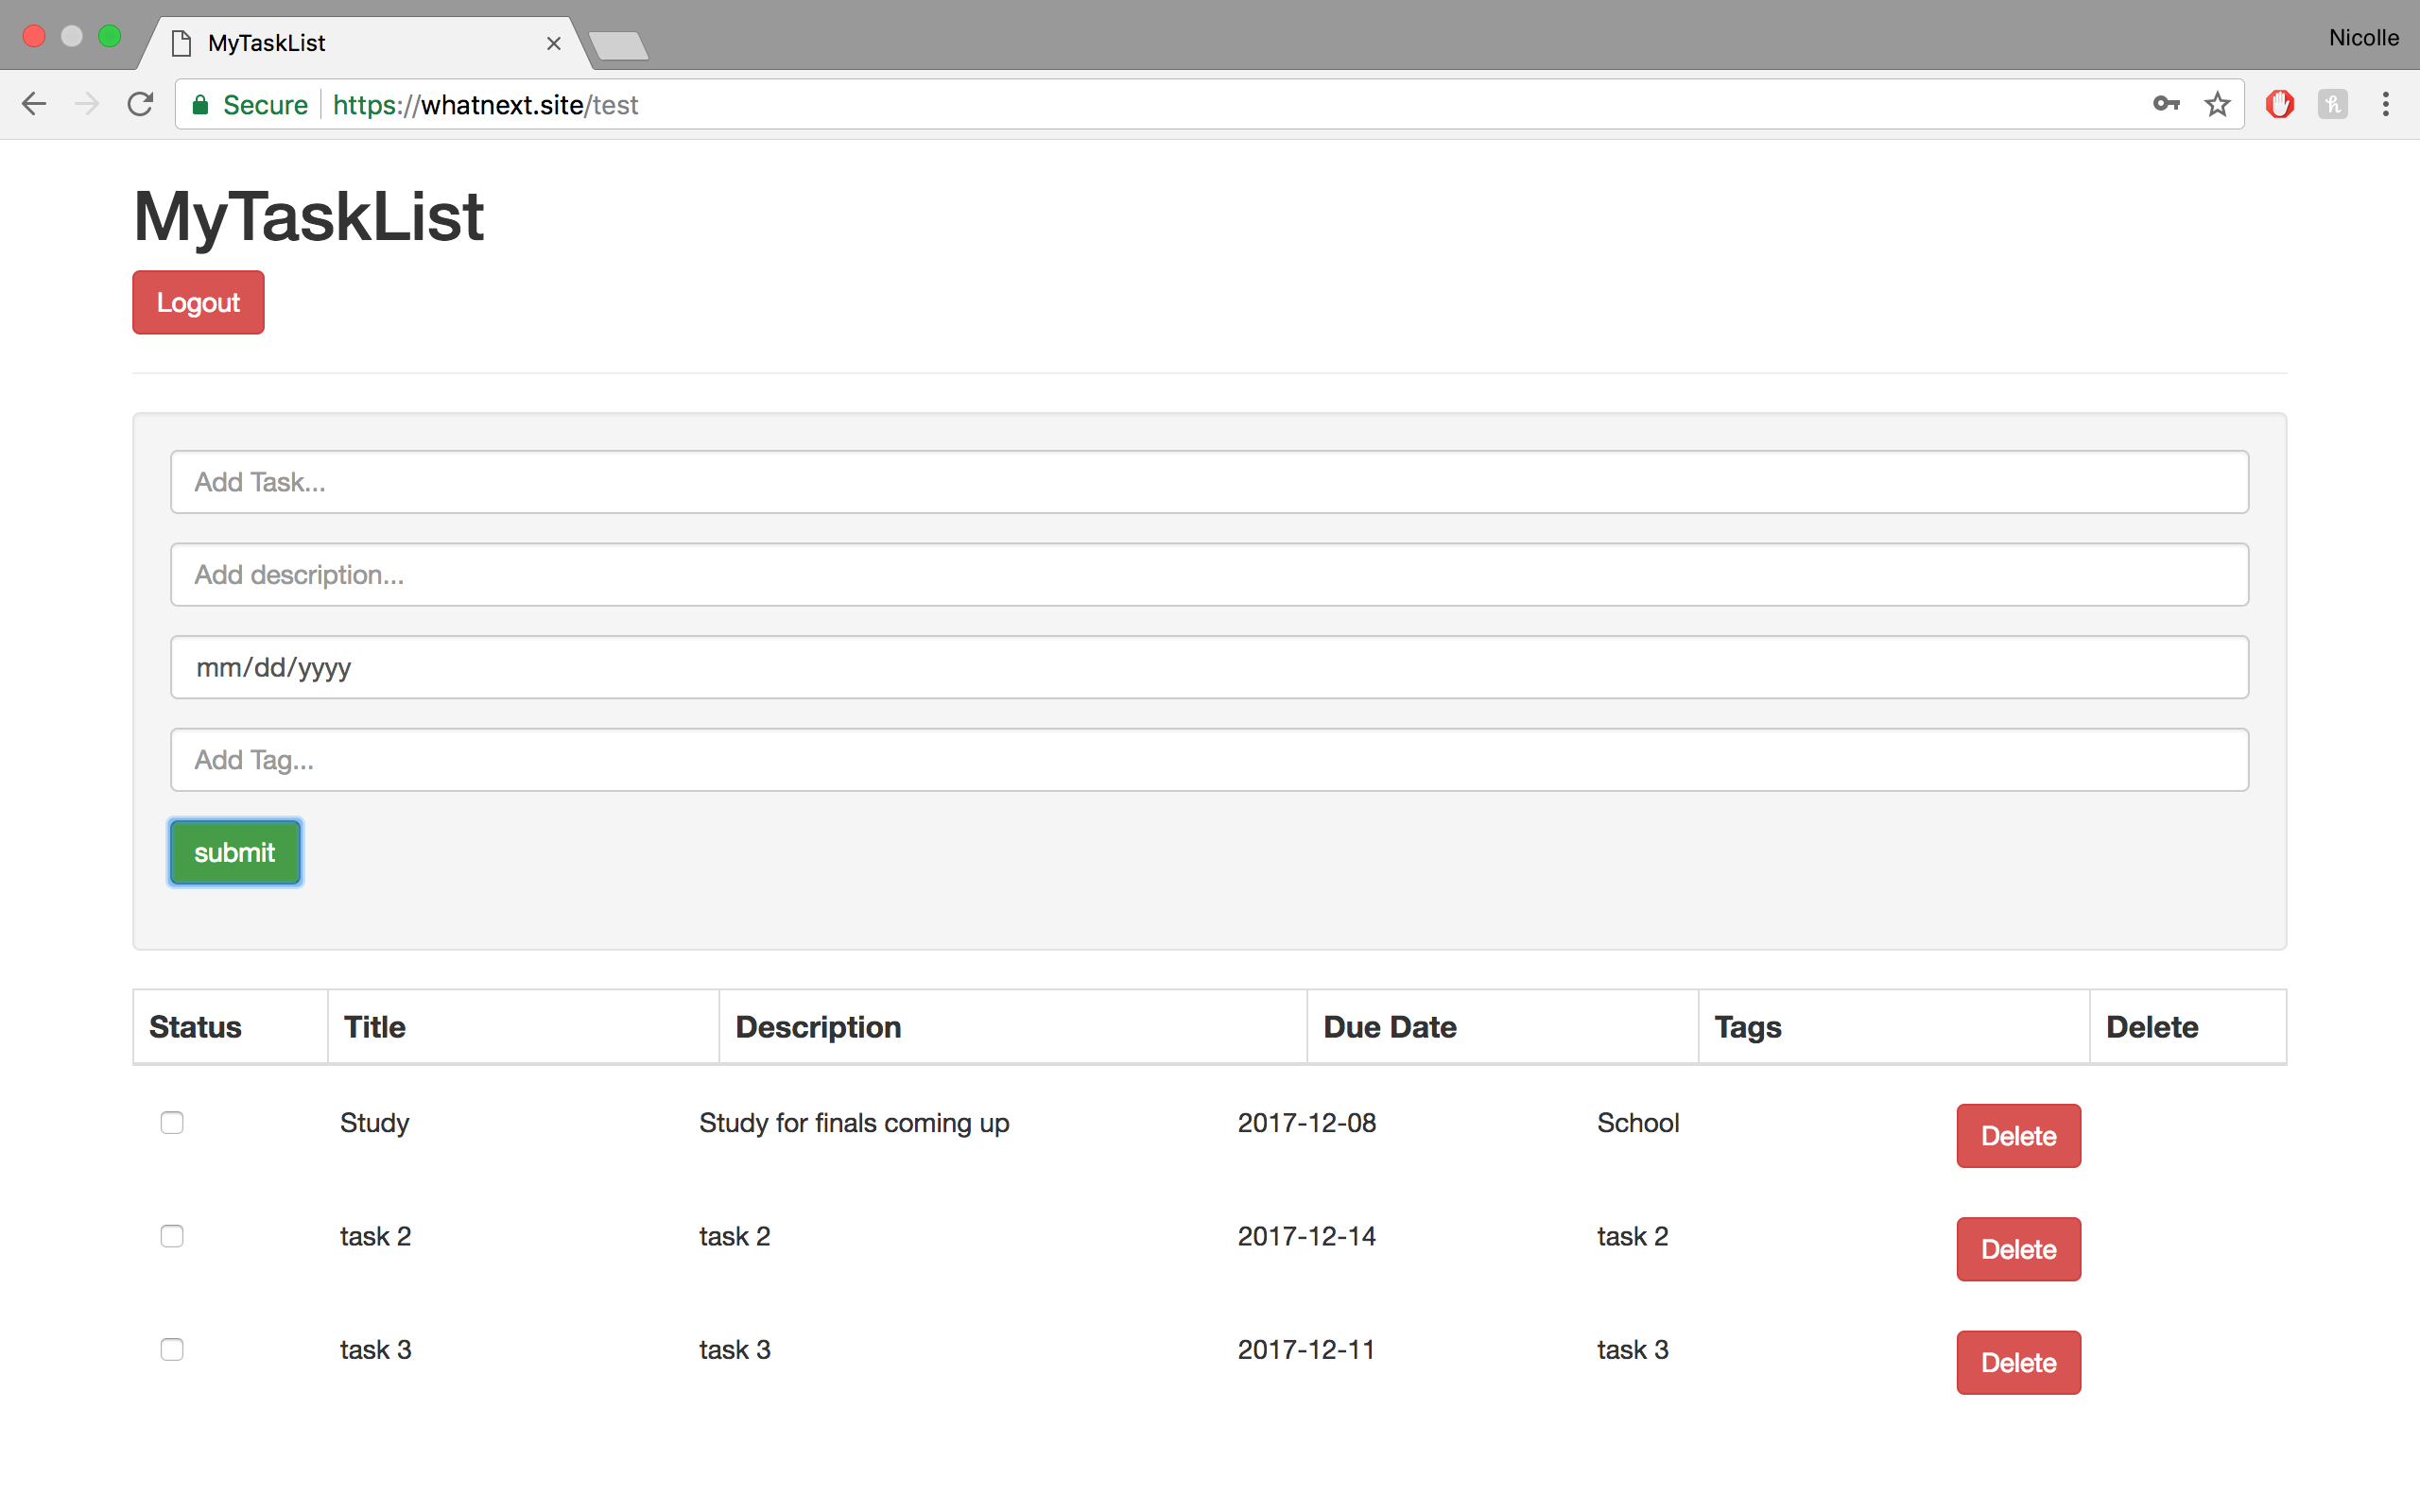 MyTaskList
Nicolle
Secure https://whatnext.site/test
MyTaskList
Logout
Add Task...
Add description...
mm/dd/yyyy
Add Tag...
submit
Status Title Description Due Date Tags Delete
Study Study for finals coming up 2017-12-08 School Delete
task 2 task 2 2017-12-14 task 2 Delete
task 3 task 3 2017-12-11 task 3 Delete